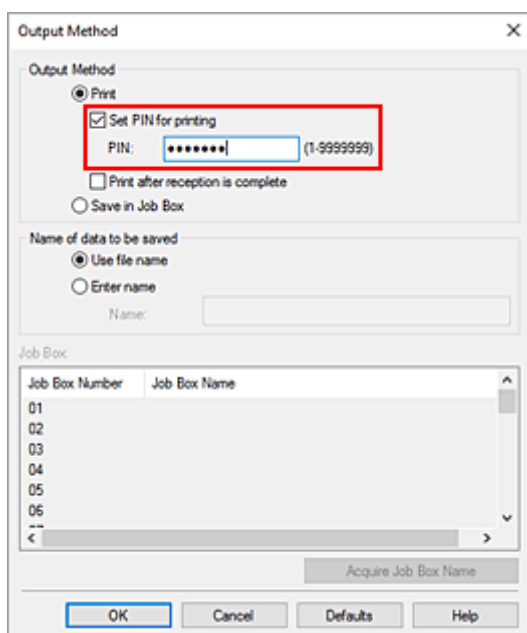 Output Method
Output Method
Print
Set PIN for printing
PIN: ●●●●●●● (1-9999999)
Print after reception is complete
Save in Job Box
Name of data to be saved
Use file name
Enter name
Name:
Job Box:
Job Box Number Job Box Name
01
02
03
04
05
06
Acquire Job Box Name
OK Cancel Defaults Help